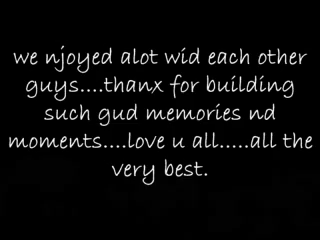 we njoyed alot wid each other
guys....thanx for building
such gud memories nd
moments....love u all.....all the
very best.